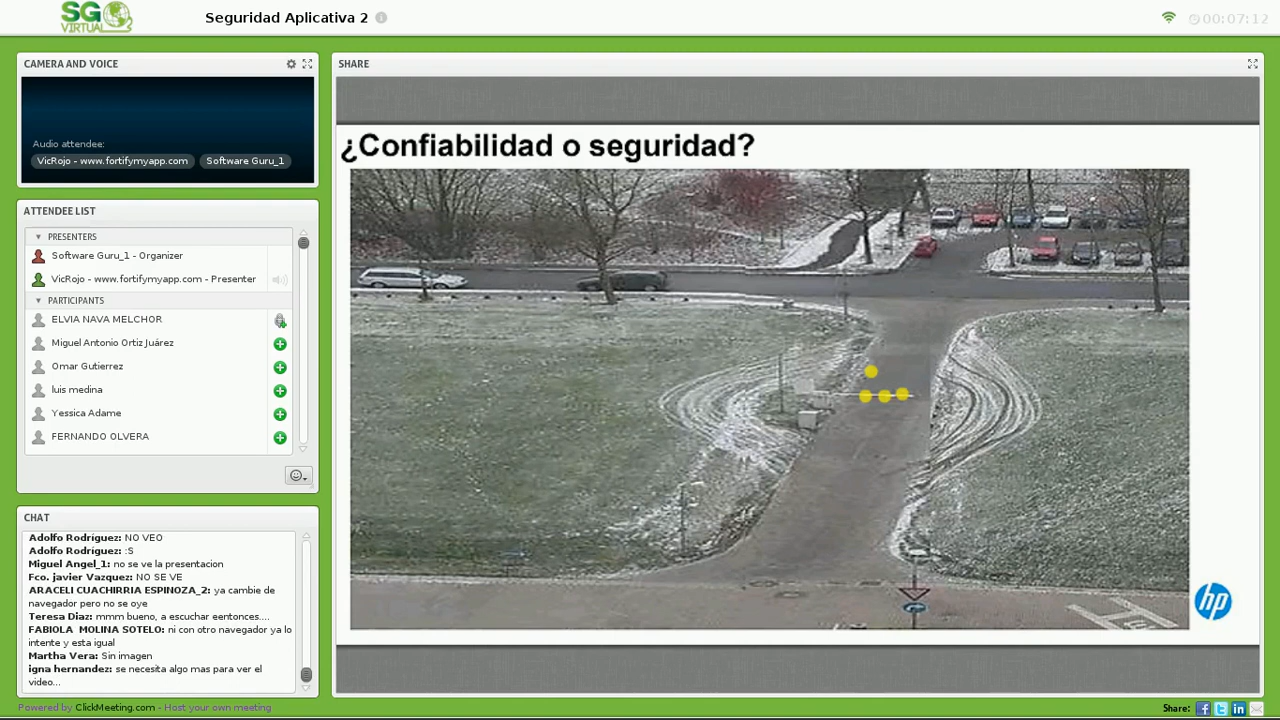 SG
VIRTUAL
Seguridad Aplicativa 2
00:07:12
CAMERA AND VOICE
Audio attendee:
VicRojo - www.fortifymyapp.com
Software Guru_1
ATTENDEE LIST
PRESENTERS
Software Guru_1 - Organizer
VicRojo - www.fortifymyapp.com - Presenter
PARTICIPANTS
ELVIA NAVA MELCHOR
Miguel Antonio Ortiz Juárez
Omar Gutierrez
luis medina
Yessica Adame
FERNANDO OLVERA
CHAT
Adolfo Rodríguez: NO VEO
Adolfo Rodríguez: :S
Miguel Angel_1: no se ve la presentacion
Fco. javier Vazquez: NO SE VE
ARACELI CUACHIRRIA ESPINOZA_2: ya cambie de
navegador pero no se oye
Teresa Diaz: mmm bueno, a escuchar eentonces....
FABIOLA MOLINA SOTELO: ni con otro navegador ya lo
intente y esta igual
Martha Vera: Sin imagen
igna hernandez: se necesita algo mas para ver el
video...
SHARE
¿Confiabilidad o seguridad?
hp
Powered by ClickMeeting.com - Host your own meeting
Share: